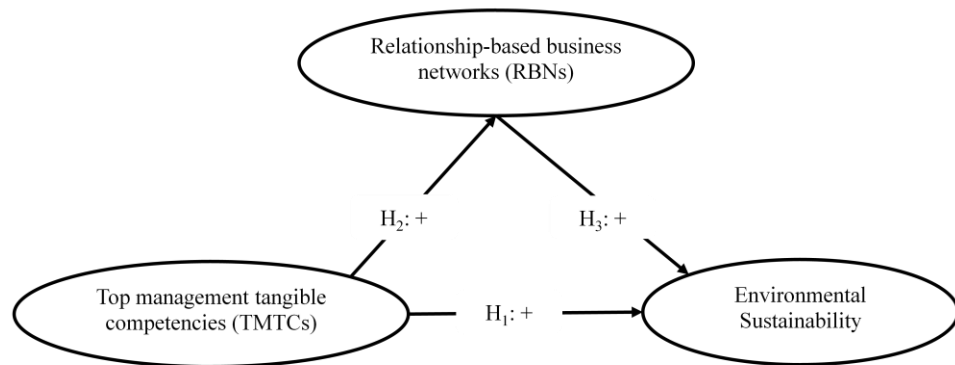 Relationship-based business
networks (RBNs)
H₂: +
H₃: +
Top management tangible
competencies (TMTCs)
H₁: +
Environmental
Sustainability